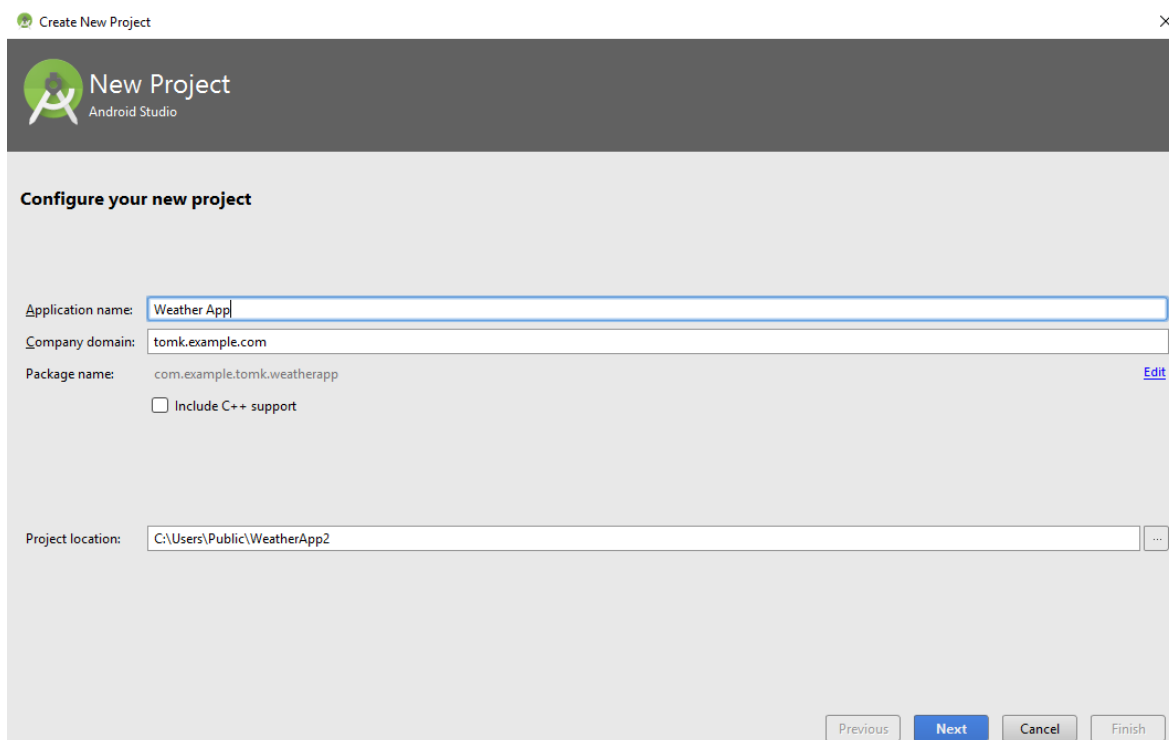 Create New Project
New Project
Android Studio
Configure your new project
Application name: Weather App
Company domain: tomk.example.com
Package name: com.example.tomk.weatherapp Edit
Include C++ support
Project location: C:\Users\Public\WeatherApp2 ...
Previous Next Cancel Finish